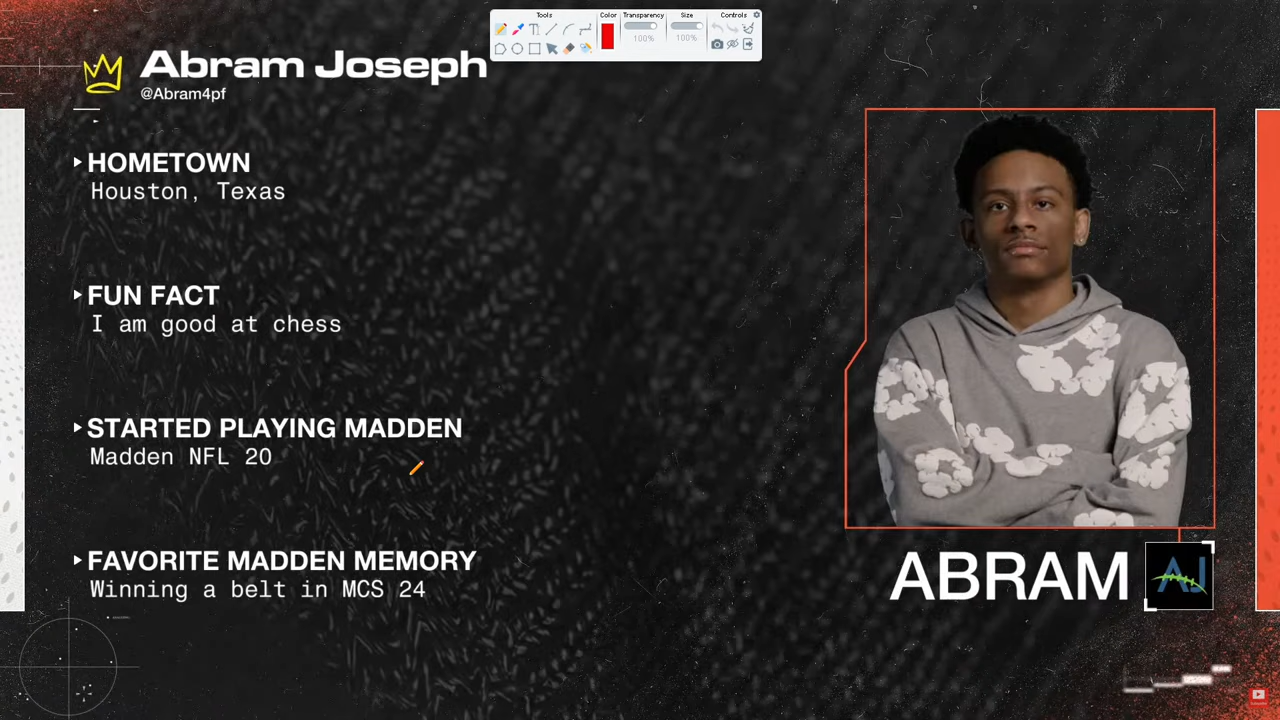 Tools
Color
Transparency
Size
Controls
100%
100%
Abram Joseph
@Abram4pf
HOMETOWN
Houston, Texas
FUN FACT
I am good at chess
STARTED PLAYING MADDEN
Madden NFL 20
FAVORITE MADDEN MEMORY
Winning a belt in MCS 24
ABRAM
AJ